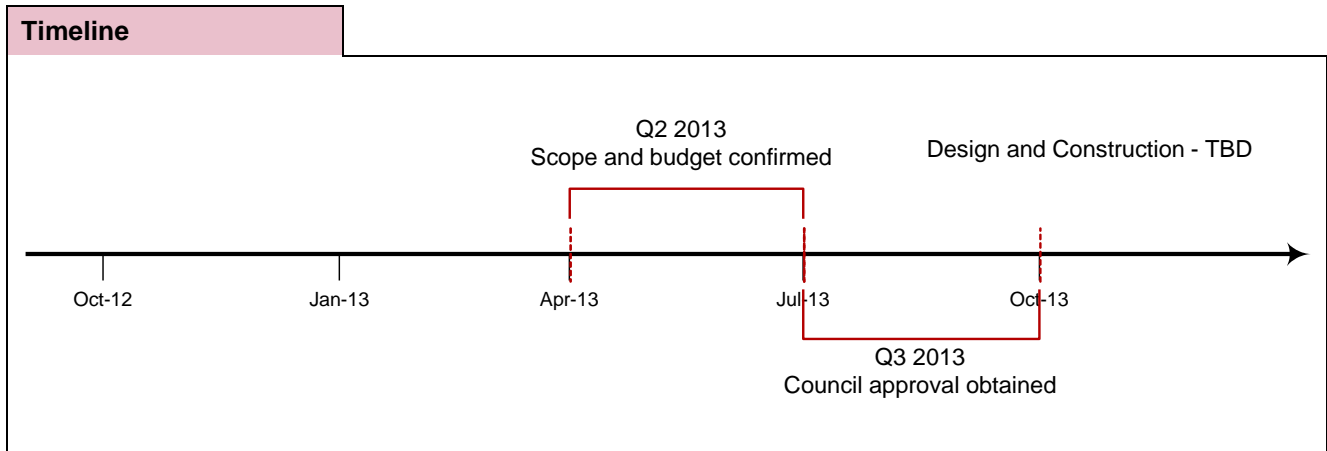 Timeline
Q2 2013
Scope and budget confirmed
Design and Construction - TBD
Oct-12
Jan-13
Apr-13
Jul-13
Oct-13
Q3 2013
Council approval obtained